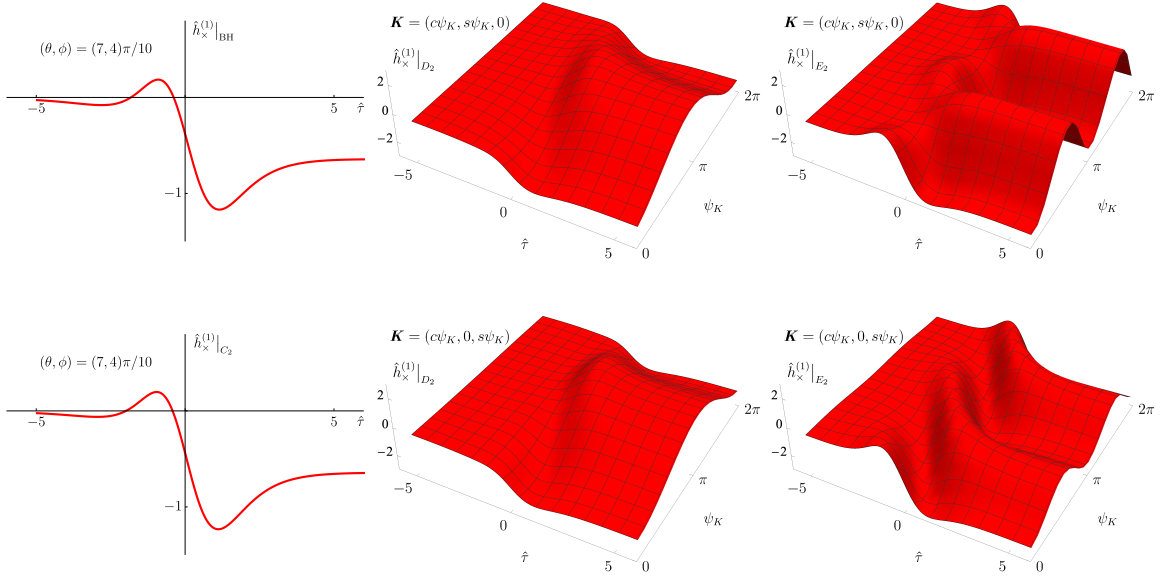 ĥ×^(1)|BH
(θ, ϕ) = (7, 4)π/10
-5
5
τ̂
-1
K = (cψK, sψK, 0)
ĥ×^(1)|D2
2
0
-2
-5
0
5
τ̂
0
π
2π
ψK
K = (cψK, sψK, 0)
ĥ×^(1)|E2
2
0
-2
-5
0
5
τ̂
0
π
2π
ψK
ĥ×^(1)|C2
(θ, ϕ) = (7, 4)π/10
-5
5
τ̂
-1
K = (cψK, 0, sψK)
ĥ×^(1)|D2
2
0
-2
-5
0
5
τ̂
0
π
2π
ψK
K = (cψK, 0, sψK)
ĥ×^(1)|E2
2
0
-2
-5
0
5
τ̂
0
π
2π
ψK